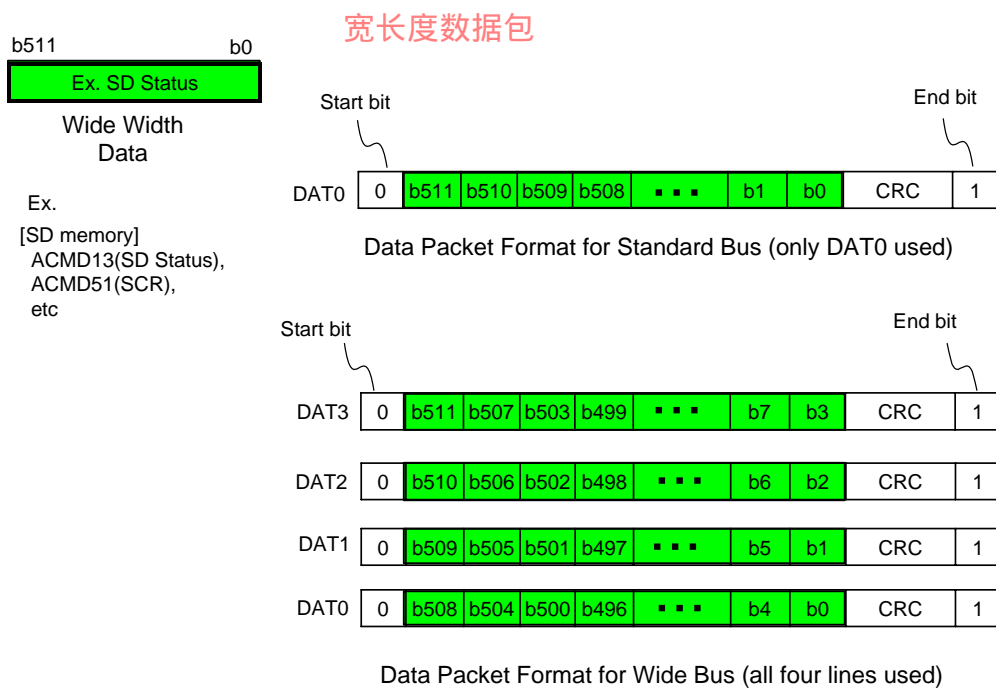 宽长度数据包
b511 b0
Ex. SD Status
Wide Width
Data
Ex.
[SD memory]
ACMD13(SD Status),
ACMD51(SCR),
etc
Start bit End bit
DAT0 0 b511 b510 b509 b508 ▪ ▪ ▪ b1 b0 CRC 1
Data Packet Format for Standard Bus (only DAT0 used)
Start bit End bit
DAT3 0 b511 b507 b503 b499 ▪ ▪ ▪ b7 b3 CRC 1
DAT2 0 b510 b506 b502 b498 ▪ ▪ ▪ b6 b2 CRC 1
DAT1 0 b509 b505 b501 b497 ▪ ▪ ▪ b5 b1 CRC 1
DAT0 0 b508 b504 b500 b496 ▪ ▪ ▪ b4 b0 CRC 1
Data Packet Format for Wide Bus (all four lines used)